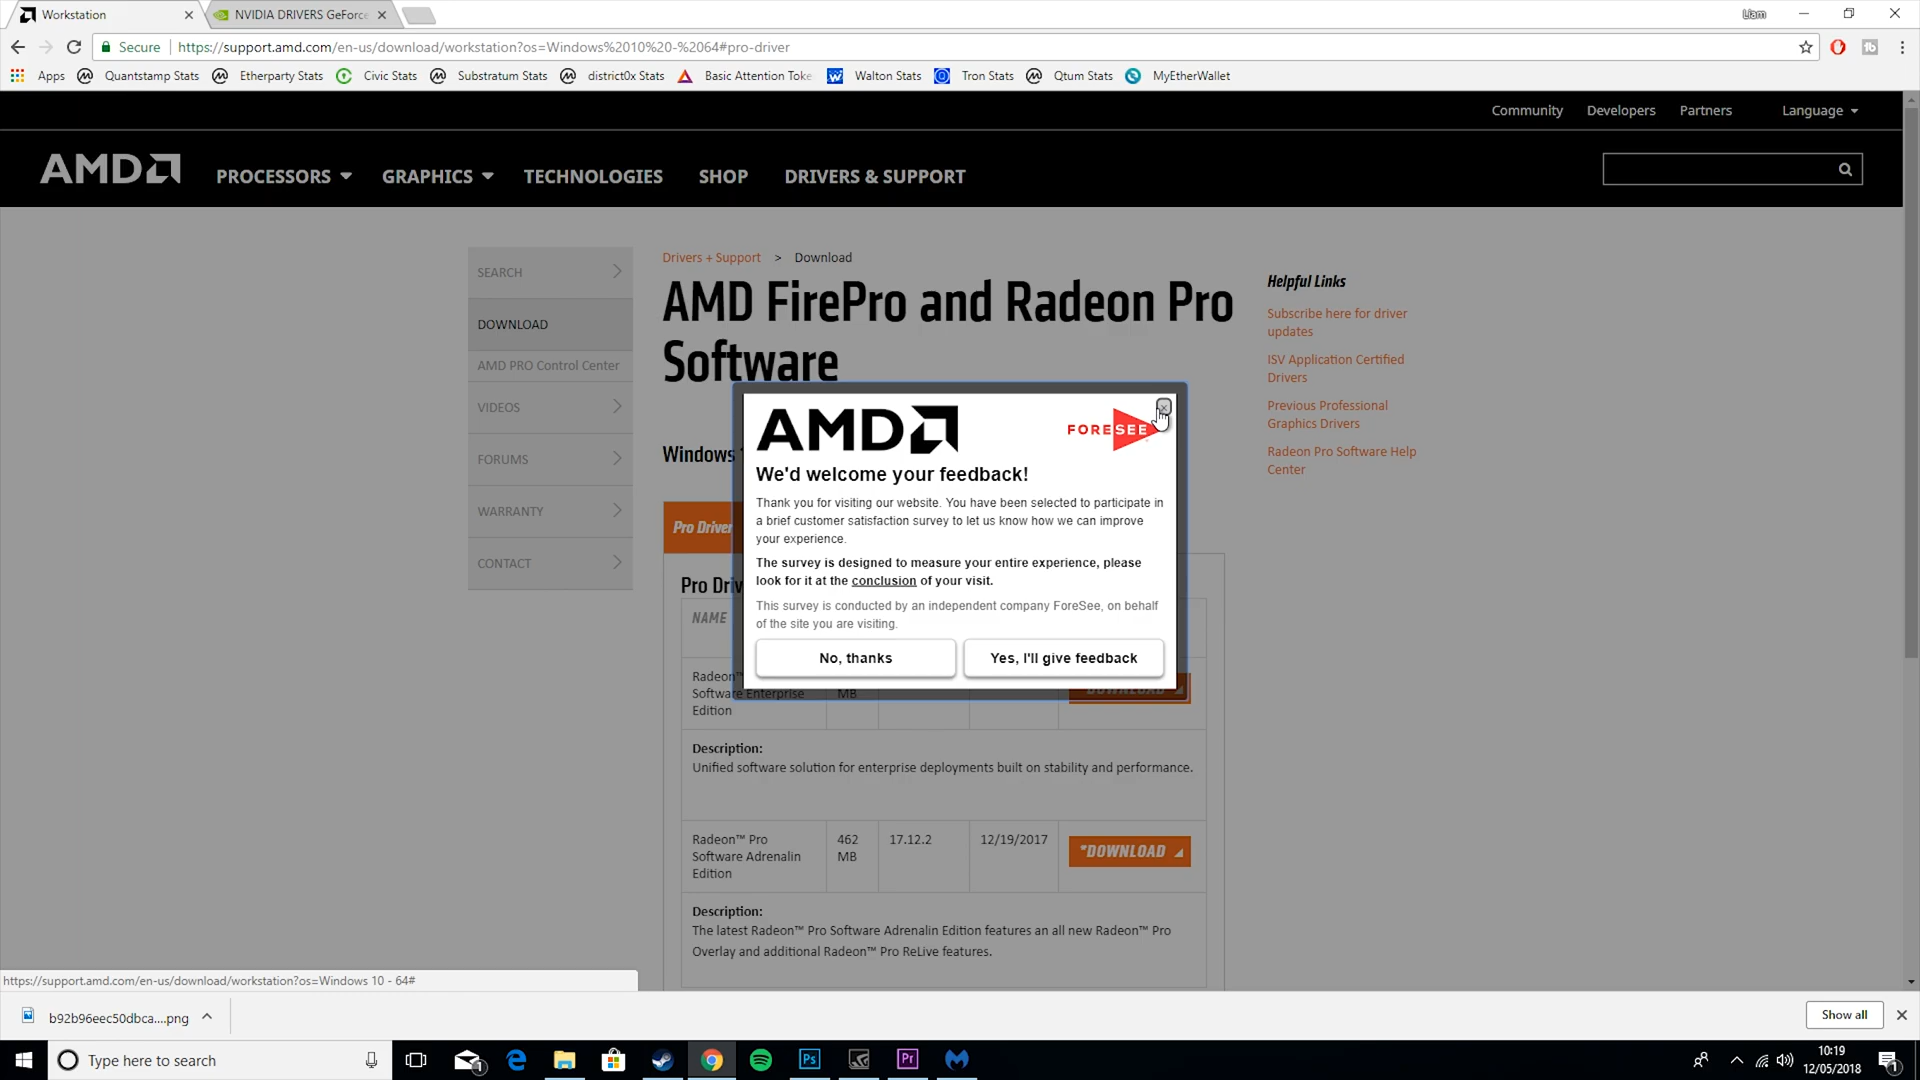 Workstation
NVIDIA DRIVERS GeForce
Liam
Secure
https://support.amd.com/en-us/download/workstation?os=Windows%2010%20-%2064#pro-driver
Apps
Quantstamp Stats
Etherparty Stats
Civic Stats
Substratum Stats
district0x Stats
Basic Attention Toke
Walton Stats
Tron Stats
Qtum Stats
MyEtherWallet
Community
Developers
Partners
Language
AMD
PROCESSORS
GRAPHICS
TECHNOLOGIES
SHOP
DRIVERS & SUPPORT
SEARCH
DOWNLOAD
AMD PRO Control Center
VIDEOS
FORUMS
WARRANTY
CONTACT
Drivers + Support > Download
AMD FirePro and Radeon Pro
Software
Windows
Pro Driver
Pro Driv
NAME
Radeon™
Software Enterprise
Edition
MB
DOWNLOAD
Description:
Unified software solution for enterprise deployments built on stability and performance.
Radeon™ Pro
Software Adrenalin
Edition
462
MB
17.12.2
12/19/2017
*DOWNLOAD
Description:
The latest Radeon™ Pro Software Adrenalin Edition features an all new Radeon™ Pro
Overlay and additional Radeon™ Pro ReLive features.
Helpful Links
Subscribe here for driver
updates
ISV Application Certified
Drivers
Previous Professional
Graphics Drivers
Radeon Pro Software Help
Center
AMD
FORESEE
We'd welcome your feedback!
Thank you for visiting our website. You have been selected to participate in
a brief customer satisfaction survey to let us know how we can improve
your experience.
The survey is designed to measure your entire experience, please
look for it at the conclusion of your visit.
This survey is conducted by an independent company ForeSee, on behalf
of the site you are visiting.
No, thanks
Yes, I'll give feedback
https://support.amd.com/en-us/download/workstation?os=Windows 10 - 64#
b92b96eec50dbca....png
Show all
Type here to search
1
Ps
Pr
10:19
12/05/2018
1